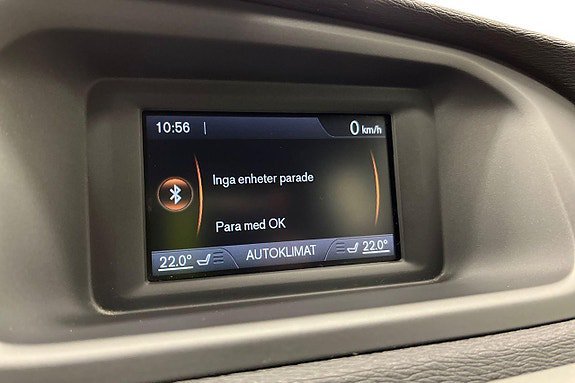 10:56 0 km/h
Inga enheter parade
Para med OK
22.0° AUTOKLIMAT 22.0°